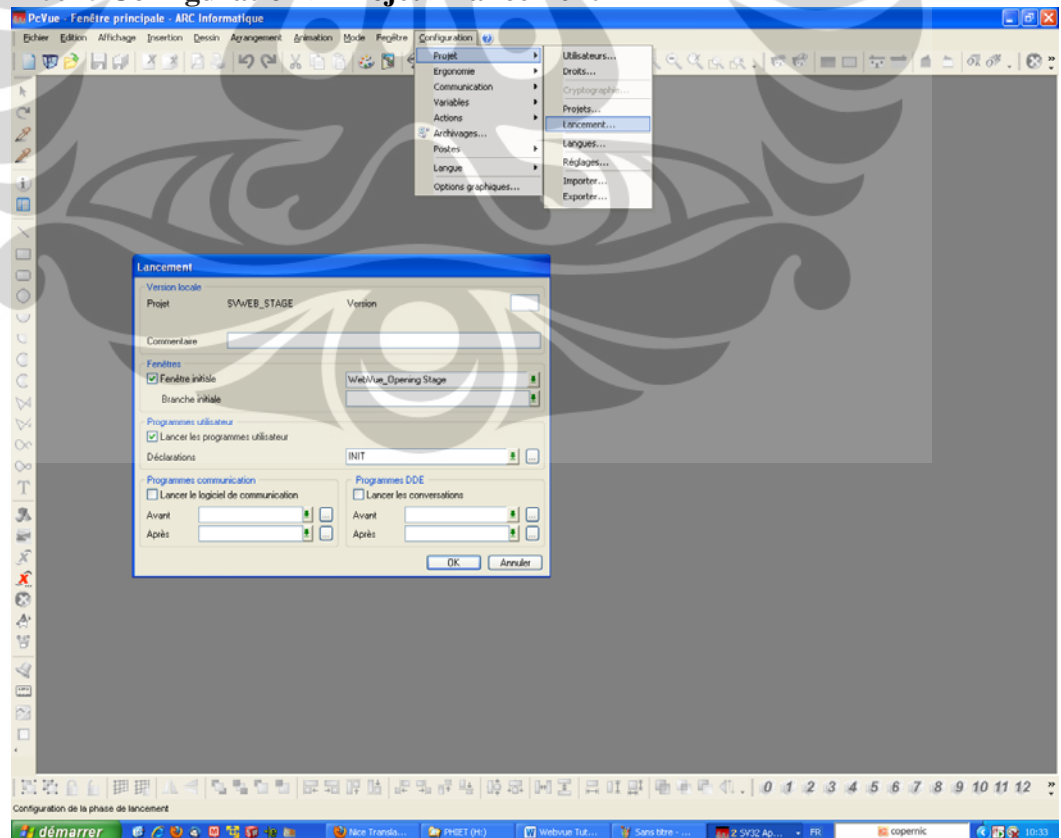 PcVue - Fenêtre principale - ARC Informatique
Fichier Edition Affichage Insertion Dessin Arrangement Animation Mode Fenêtre Configuration
Projet
Ergonomie
Communication
Variables
Actions
Archivages...
Postes
Langue
Options graphiques...
Utilisateurs...
Droits...
Cryptographie...
Projets...
Lancement...
Langues...
Réglages...
Importer...
Exporter...
Lancement
Version locale
Projet SVWEB_STAGE Version
Commentaire
Fenêtres
Fenêtre initiale WebVue_Opening Stage
Branche initiale
Programmes utilisateur
Lancer les programmes utilisateur
Déclarations INIT
Programmes communication Programmes DDE
Lancer le logiciel de communication Lancer les conversations
Avant Avant
Après Après
OK Annuler
0 1 2 3 4 5 6 7 8 9 10 11 12
Configuration de la phase de lancement
démarrer Nice Transla... PHIET (H:) Webvue Tut... Sans titre - ... 2 SV32 Ap... FR copernic 10:33